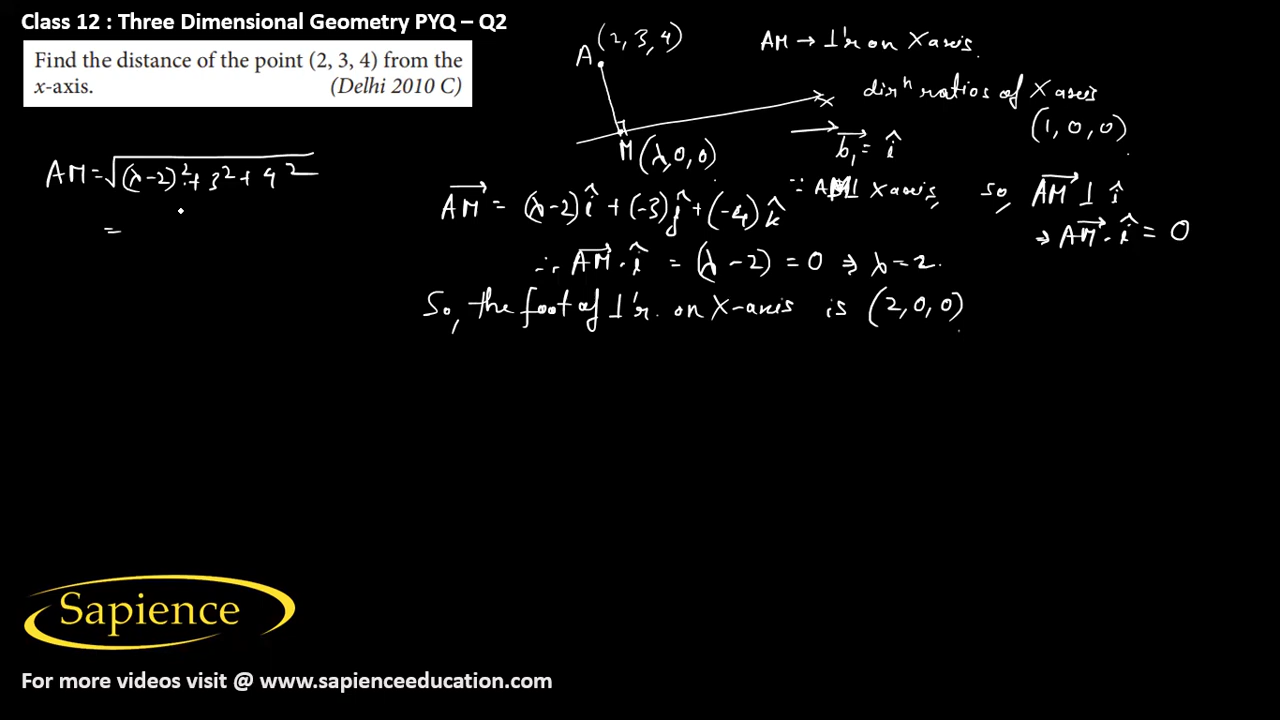 Class 12 : Three Dimensional Geometry PYQ – Q2
Find the distance of the point (2, 3, 4) from the
x-axis. (Delhi 2010 C)
A (2, 3, 4)
AM → ⊥'r on X axis.
dirⁿ ratios of X axis
(1, 0, 0)
x
M (λ, 0, 0)
b₁ = î
AM = √(λ-2)² + 3² + 4²
=
AM = (λ-2) î + (-3) ĵ + (-4) k̂
∵ AM ⊥ X axis, so, AM ⊥ î
⇒ AM · î = 0
∴ AM · î = (λ - 2) = 0 ⇒ λ = 2.
So, the foot of ⊥'r. on X-axis is (2, 0, 0)
Sapience
For more videos visit @ www.sapienceeducation.com